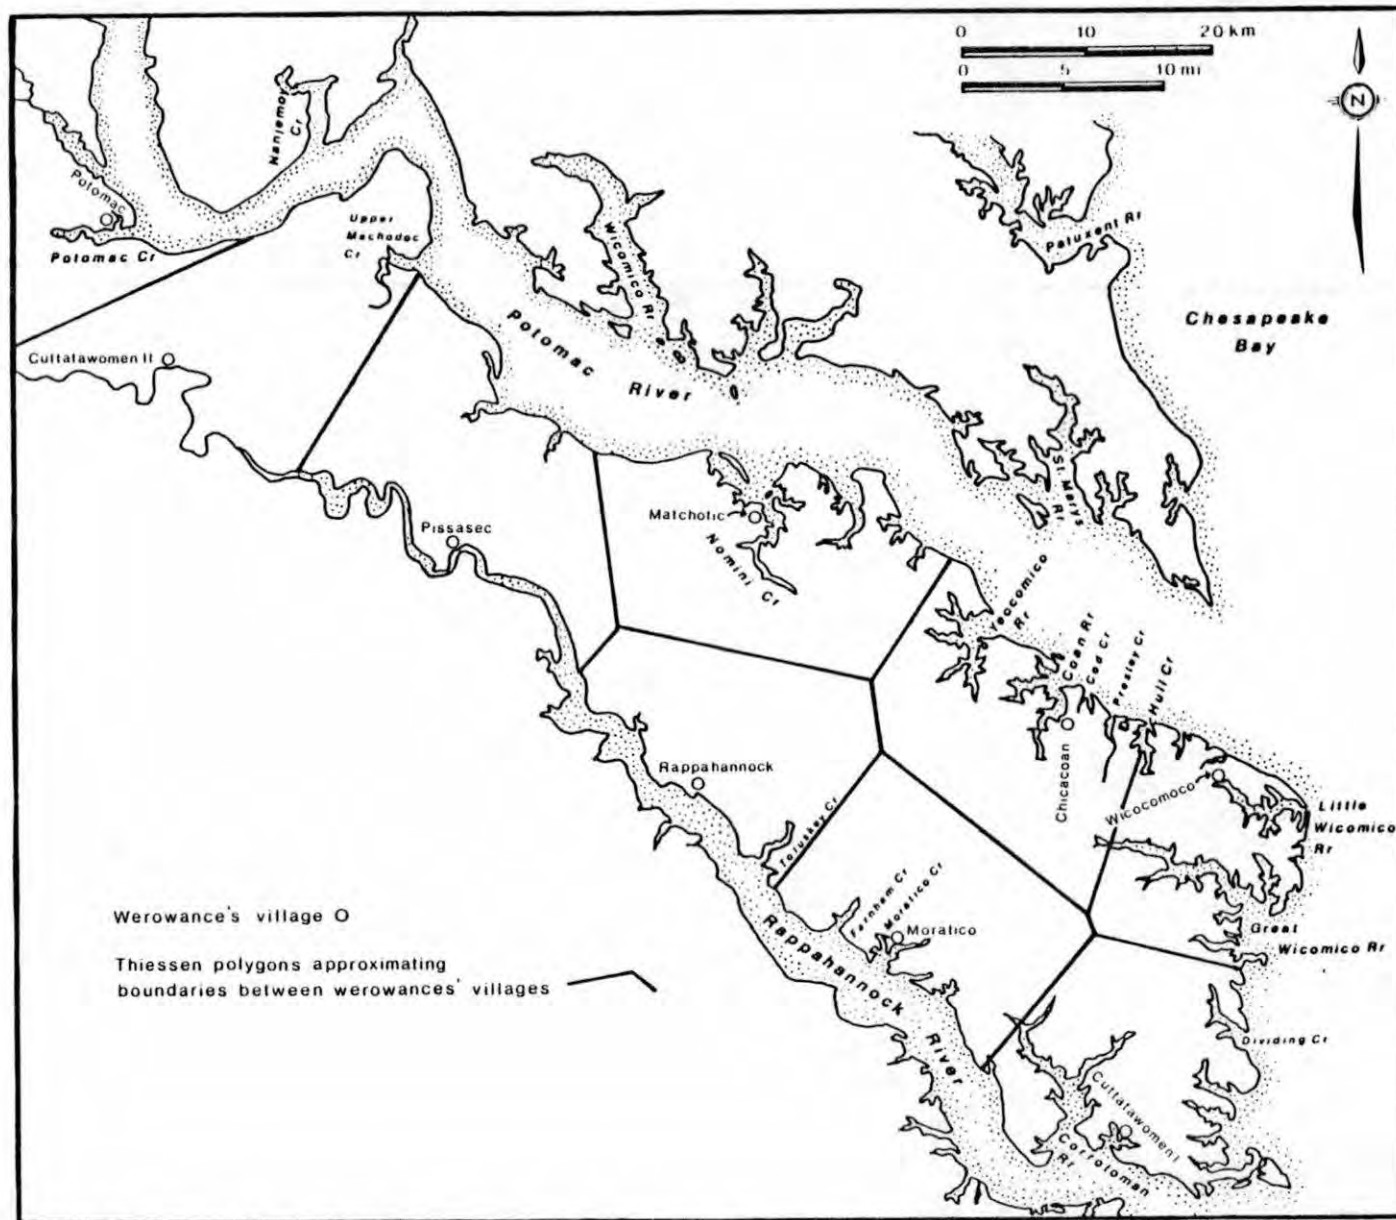 0 10 20 km
0 5 10 mi
N
Nanjemoy
Cr
Potomac
Upper
Machodoc
Cr
Potomac Cr
Wicomico Rr
Patuxent Rr
Chesapeake
Bay
Potomac River
Cuttatawomen II
St. Marys
Rr
Matchotic
Nomini Cr
Pissasec
Yeocomico
Rr
Coan Rr
Cod Cr
Presley Cr
Hull Cr
Rappahannock
Chicacoan
Wicocomoco
Little
Wicomico
Rr
Totuskey Cr
Farnham Cr
Moratico Cr
Moratico
Great
Wicomico Rr
Werowance's village O
Thiessen polygons approximating
boundaries between werowances' villages
Rappahannock River
Dividing Cr
Cuttatawomen I
Corrotoman
Rr